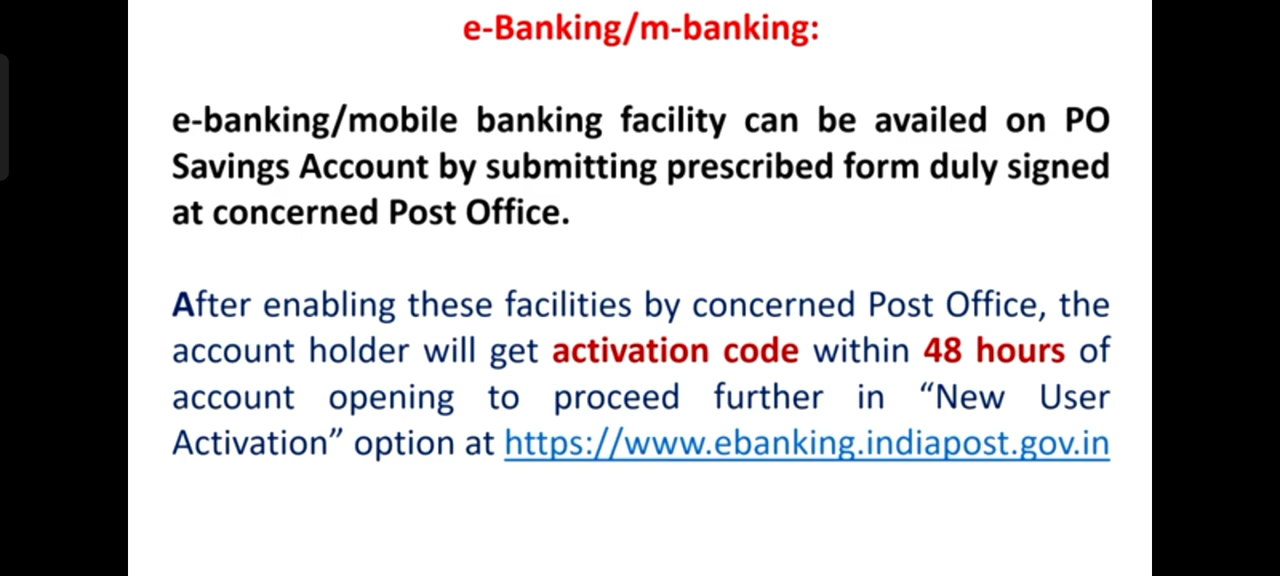 e-Banking/m-banking:
e-banking/mobile banking facility can be availed on PO
Savings Account by submitting prescribed form duly signed
at concerned Post Office.
After enabling these facilities by concerned Post Office, the
account holder will get activation code within 48 hours of
account opening to proceed further in “New User
Activation” option at https://www.ebanking.indiapost.gov.in